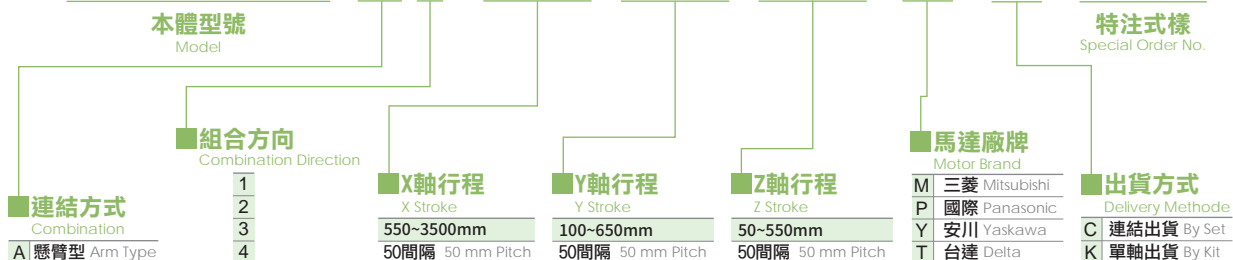 本體型號
Model
特注式樣
Special Order No.
組合方向
Combination Direction
1
2
3
4
連結方式
Combination
A 懸臂型 Arm Type
X軸行程
X Stroke
550~3500mm
50間隔 50 mm Pitch
Y軸行程
Y Stroke
100~650mm
50間隔 50 mm Pitch
Z軸行程
Z Stroke
50~550mm
50間隔 50 mm Pitch
馬達廠牌
Motor Brand
M 三菱 Mitsubishi
P 國際 Panasonic
Y 安川 Yaskawa
T 台達 Delta
出貨方式
Delivery Methode
C 連結出貨 By Set
K 單軸出貨 By Kit